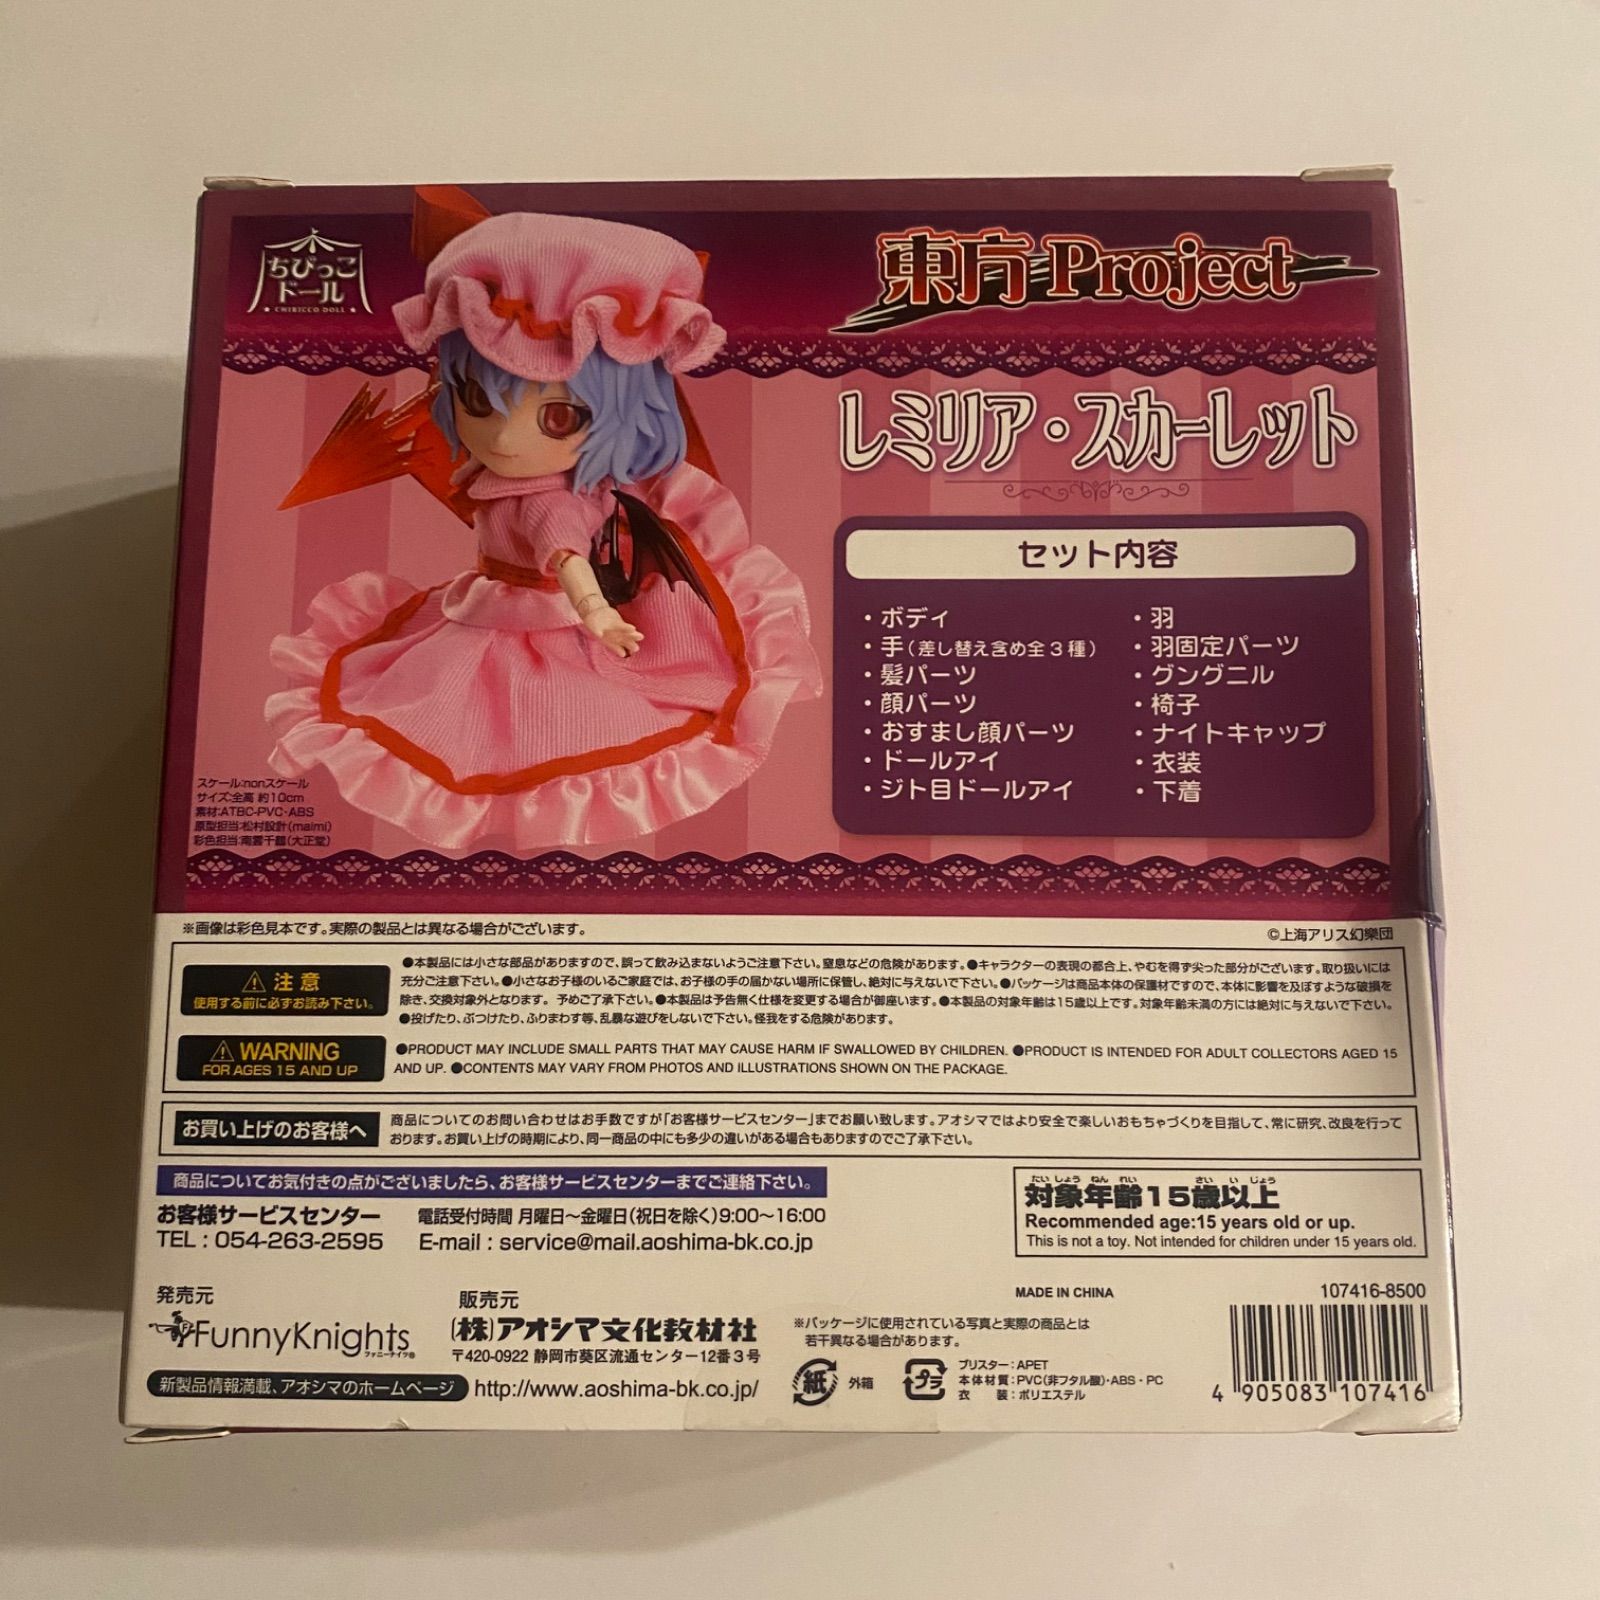 ちびっこ
ドール
CHIBICCO DOLL
東方Project
レミリア・スカーレット
セット内容
・ボディ
・手(差し替え含め全3種)
・髪パーツ
・顔パーツ
・おすまし顔パーツ
・ドールアイ
・ジト目ドールアイ
・羽
・羽固定パーツ
・グングニル
・椅子
・ナイトキャップ
・衣装
・下着
スケール:nonスケール
サイズ:全高 約10cm
素材:ATBC-PVC・ABS
原型担当:松村設計(maimi)
彩色担当:南雲千鶴(大正堂)
※画像は彩色見本です。実際の製品とは異なる場合がございます。
©上海アリス幻樂団
⚠注意
使用する前に必ずお読み下さい。
●本製品には小さな部品がありますので、誤って飲み込まないようご注意下さい。窒息などの危険があります。●キャラクターの表現の都合上、やむを得ず尖った部分がございます。取り扱いには
充分ご注意下さい。●小さなお子様のいるご家庭では、お子様の手の届かない場所に保管し、絶対に与えないで下さい。●パッケージは商品本体の保護材ですので、本体に影響を及ぼすような破損を
除き、交換対象外となります。予めご了承下さい。●本製品は予告無く仕様を変更する場合が御座います。●本製品の対象年齢は15歳以上です。対象年齢未満の方には絶対に与えないで下さい。
●投げたり、ぶつけたり、ふりまわす等、乱暴な遊びをしないで下さい。怪我をする危険があります。
⚠WARNING
FOR AGES 15 AND UP
●PRODUCT MAY INCLUDE SMALL PARTS THAT MAY CAUSE HARM IF SWALLOWED BY CHILDREN. ●PRODUCT IS INTENDED FOR ADULT COLLECTORS AGED 15
AND UP. ●CONTENTS MAY VARY FROM PHOTOS AND ILLUSTRATIONS SHOWN ON THE PACKAGE.
お買い上げのお客様へ
商品についてのお問い合わせはお手数ですが「お客様サービスセンター」までお願い致します。アオシマではより安全で楽しいおもちゃづくりを目指して、常に研究、改良を行って
おります。お買い上げの時期により、同一商品の中にも多少の違いがある場合もありますのでご了承下さい。
商品についてお気付きの点がございましたら、お客様サービスセンターまでご連絡下さい。
お客様サービスセンター
TEL : 054-263-2595
電話受付時間 月曜日～金曜日(祝日を除く)9:00～16:00
E-mail : service@mail.aoshima-bk.co.jp
たいしょうねんれい さいいじょう
対象年齢15歳以上
Recommended age:15 years old or up.
This is not a toy. Not intended for children under 15 years old.
発売元
FunnyKnights
ファニーナイツ®
販売元
(株)アオシマ文化教材社
〒420-0922 静岡市葵区流通センター12番3号
新製品情報満載、アオシマのホームページ
http://www.aoshima-bk.co.jp/
MADE IN CHINA
※パッケージに使用されている写真と実際の商品とは
若干異なる場合があります。
紙
外箱
プラ
ブリスター:APET
本体材質:PVC(非フタル酸)・ABS・PC
衣 装:ポリエステル
107416-8500
4 905083 107416